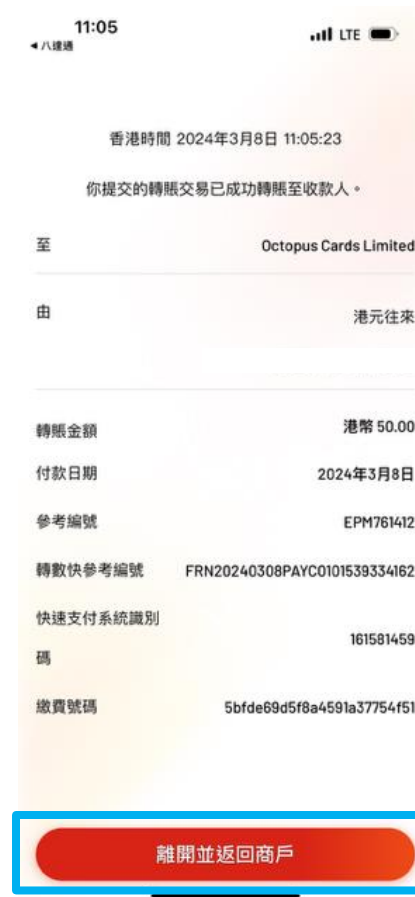 11:05
LTE
◀ 八達通
香港時間 2024年3月8日 11:05:23
你提交的轉賬交易已成功轉賬至收款人。
至 Octopus Cards Limited
由 港元往來
轉賬金額 港幣 50.00
付款日期 2024年3月8日
參考編號 EPM761412
轉數快參考編號 FRN20240308PAYC0101539334162
快速支付系統識別
碼 161581459
繳費號碼 5bfde69d5f8a4591a37754f51
離開並返回商戶